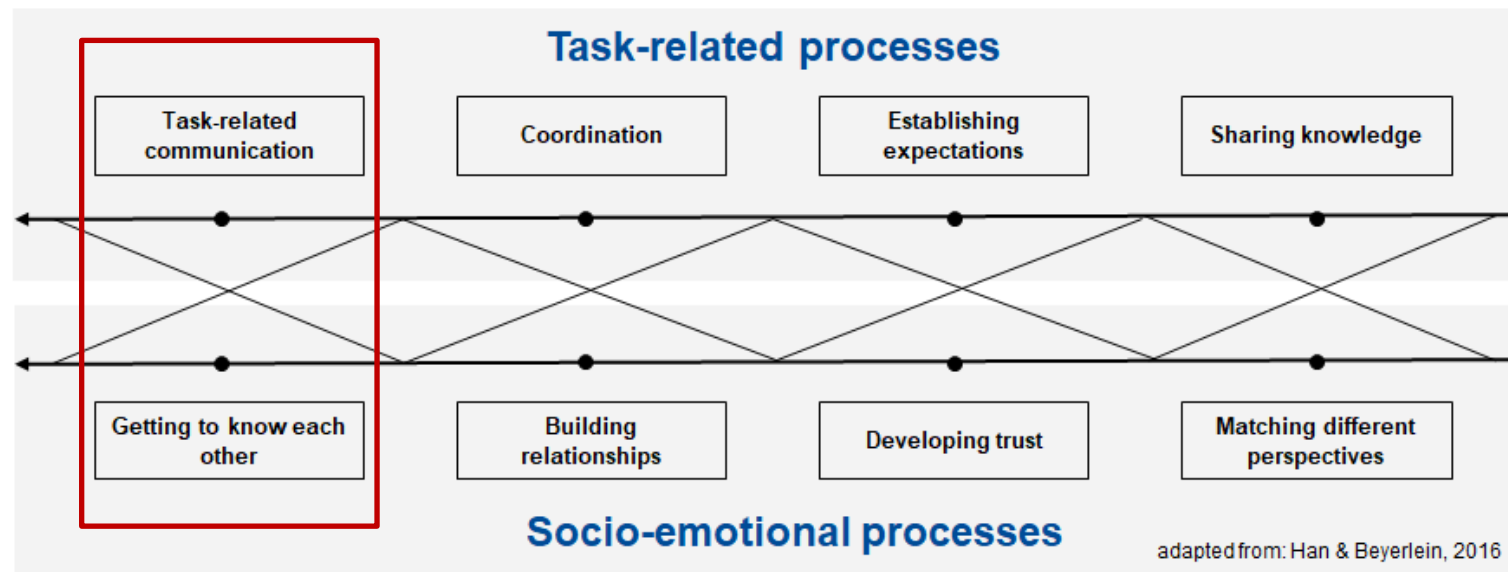 Task-related processes
Task-related
communication
Coordination
Establishing
expectations
Sharing knowledge
Getting to know each
other
Building
relationships
Developing trust
Matching different
perspectives
Socio-emotional processes
adapted from: Han & Beyerlein, 2016